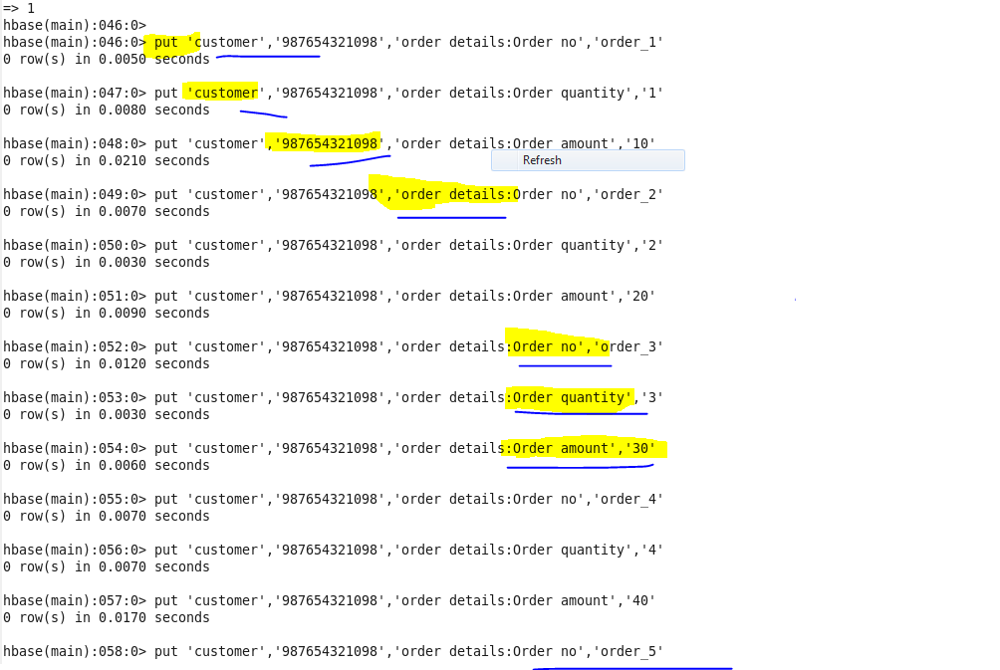 => 1
hbase(main):046:0>
hbase(main):046:0> put 'customer','987654321098','order details:Order no','order_1'
0 row(s) in 0.0050 seconds
hbase(main):047:0> put 'customer','987654321098','order details:Order quantity','1'
0 row(s) in 0.0080 seconds
hbase(main):048:0> put 'customer','987654321098','order details:Order amount','10'
0 row(s) in 0.0210 seconds
Refresh
hbase(main):049:0> put 'customer','987654321098','order details:Order no','order_2'
0 row(s) in 0.0070 seconds
hbase(main):050:0> put 'customer','987654321098','order details:Order quantity','2'
0 row(s) in 0.0030 seconds
hbase(main):051:0> put 'customer','987654321098','order details:Order amount','20'
0 row(s) in 0.0090 seconds
hbase(main):052:0> put 'customer','987654321098','order details:Order no','order_3'
0 row(s) in 0.0120 seconds
hbase(main):053:0> put 'customer','987654321098','order details:Order quantity','3'
0 row(s) in 0.0030 seconds
hbase(main):054:0> put 'customer','987654321098','order details:Order amount','30'
0 row(s) in 0.0060 seconds
hbase(main):055:0> put 'customer','987654321098','order details:Order no','order_4'
0 row(s) in 0.0070 seconds
hbase(main):056:0> put 'customer','987654321098','order details:Order quantity','4'
0 row(s) in 0.0070 seconds
hbase(main):057:0> put 'customer','987654321098','order details:Order amount','40'
0 row(s) in 0.0170 seconds
hbase(main):058:0> put 'customer','987654321098','order details:Order no','order_5'